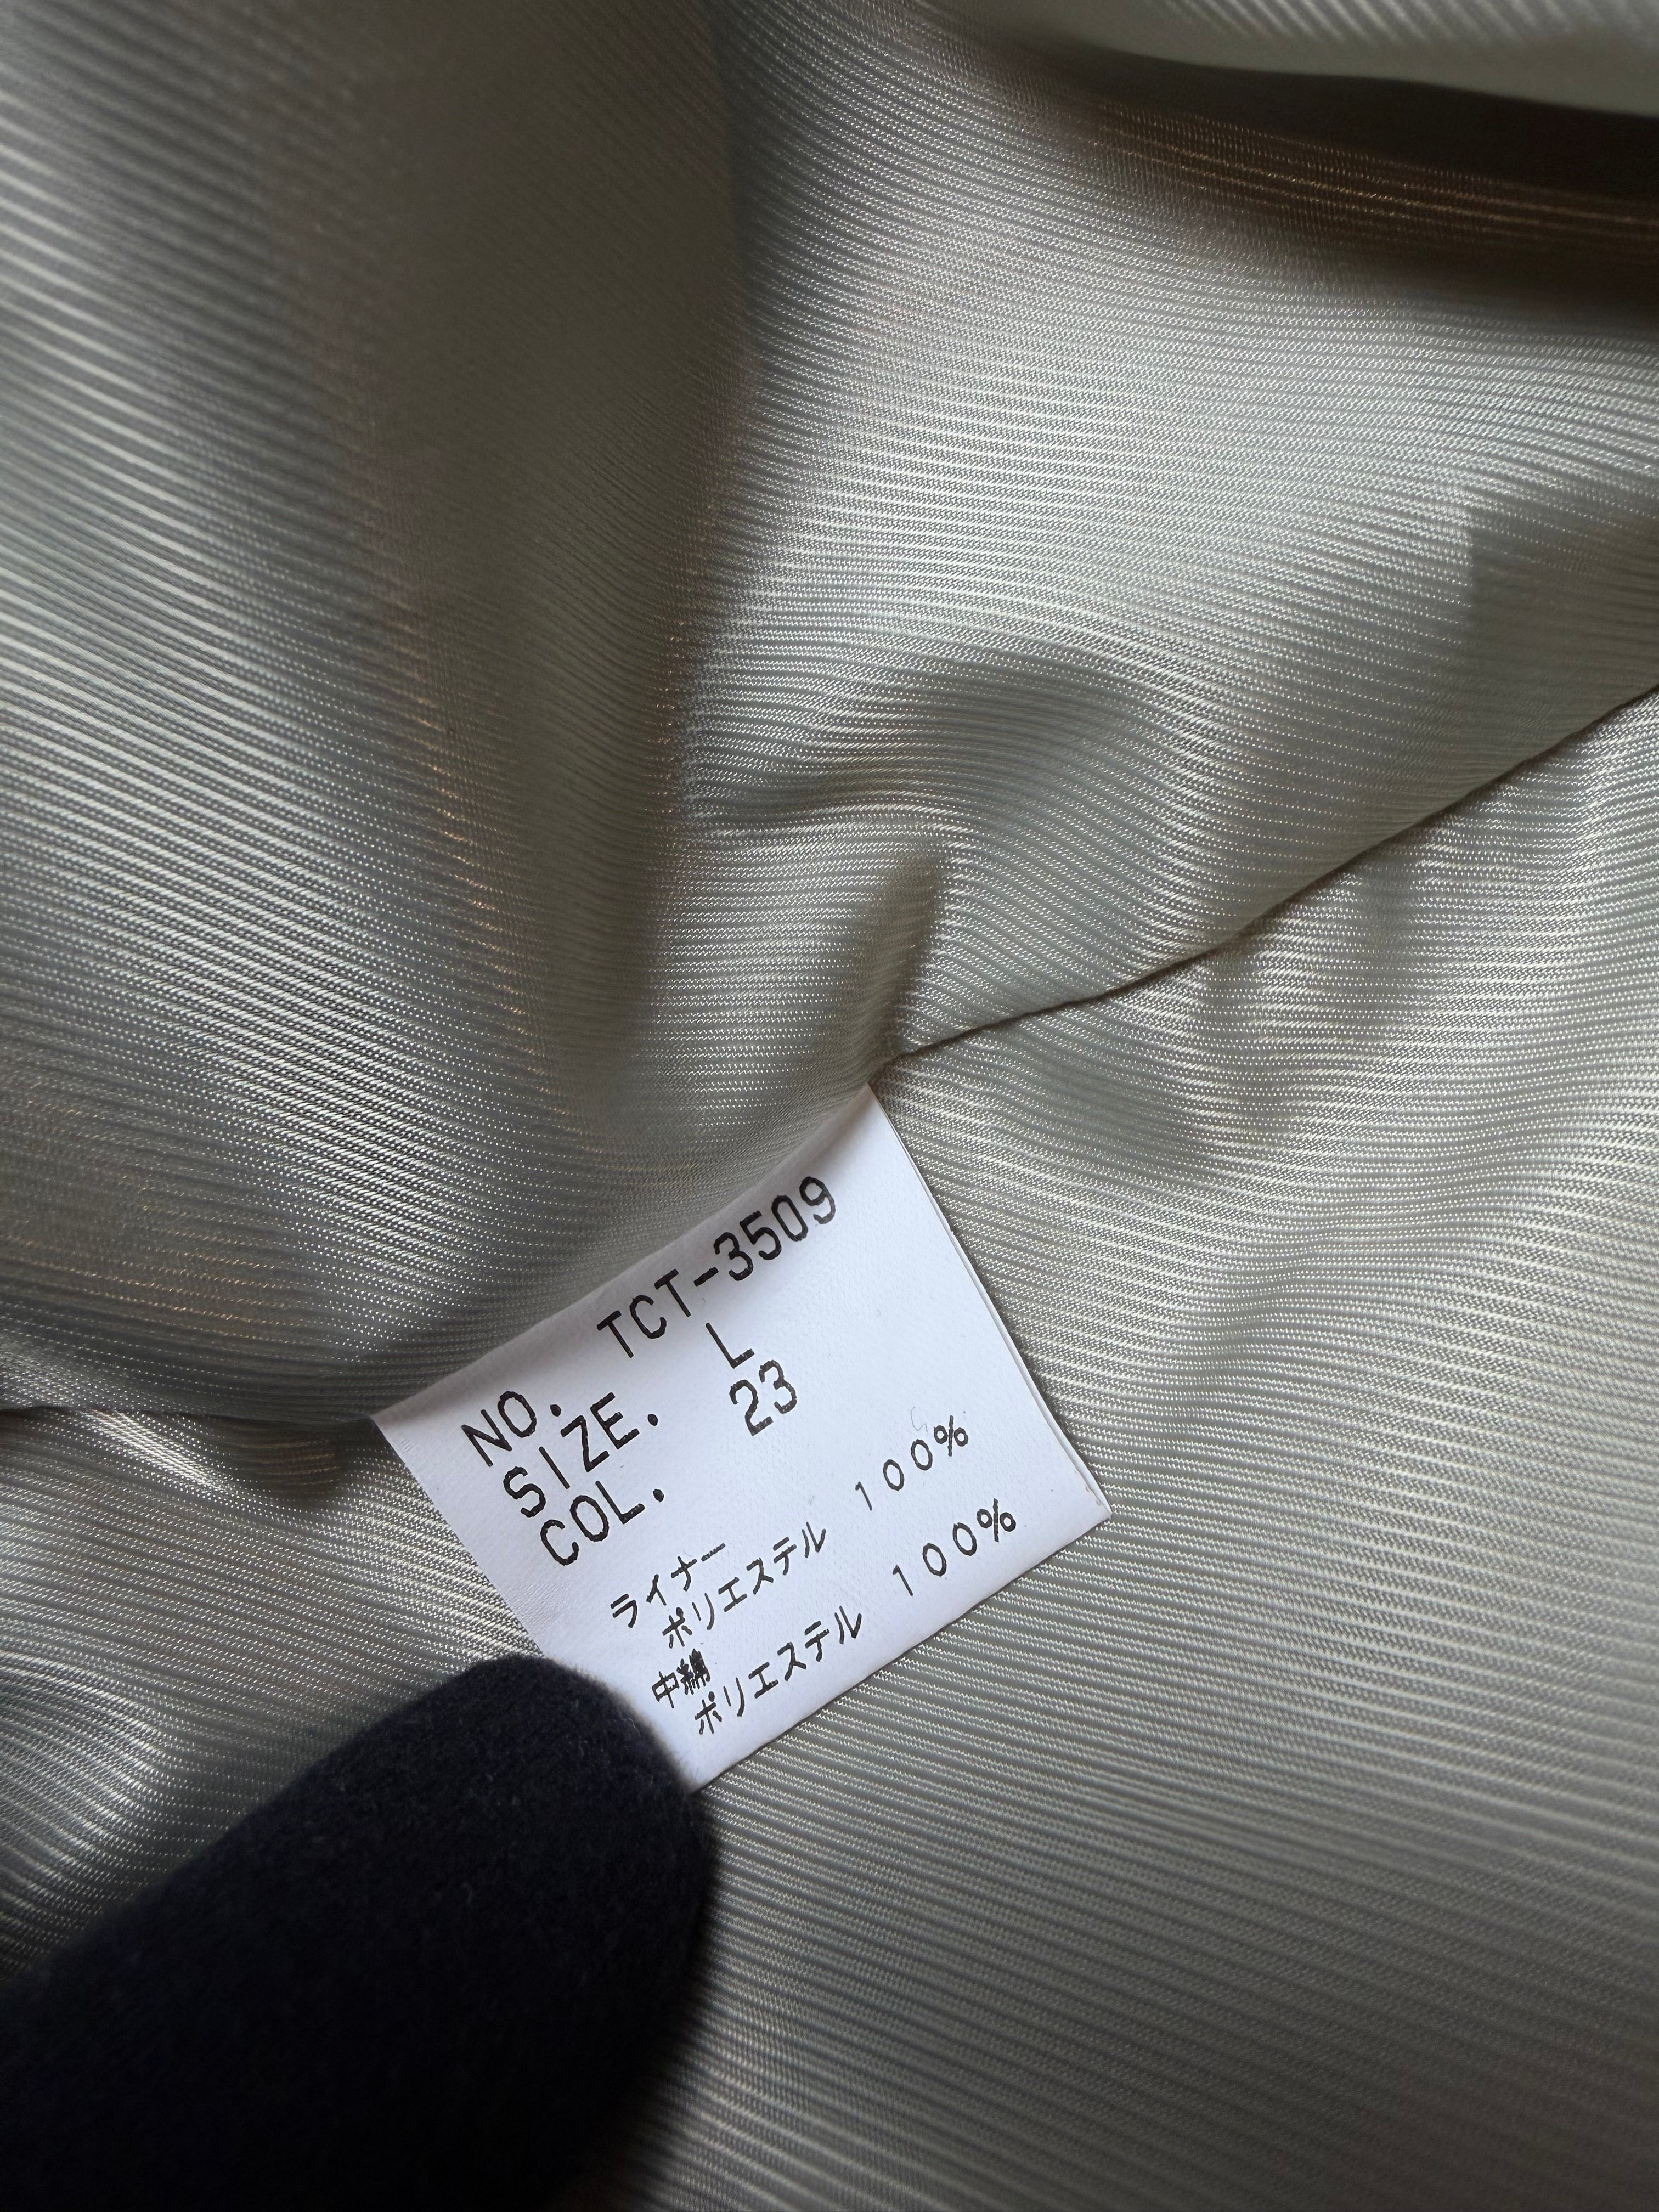 NO. TCT-3509
SIZE. L
COL. 23
ライナー
ポリエステル 100%
中綿
ポリエステル 100%